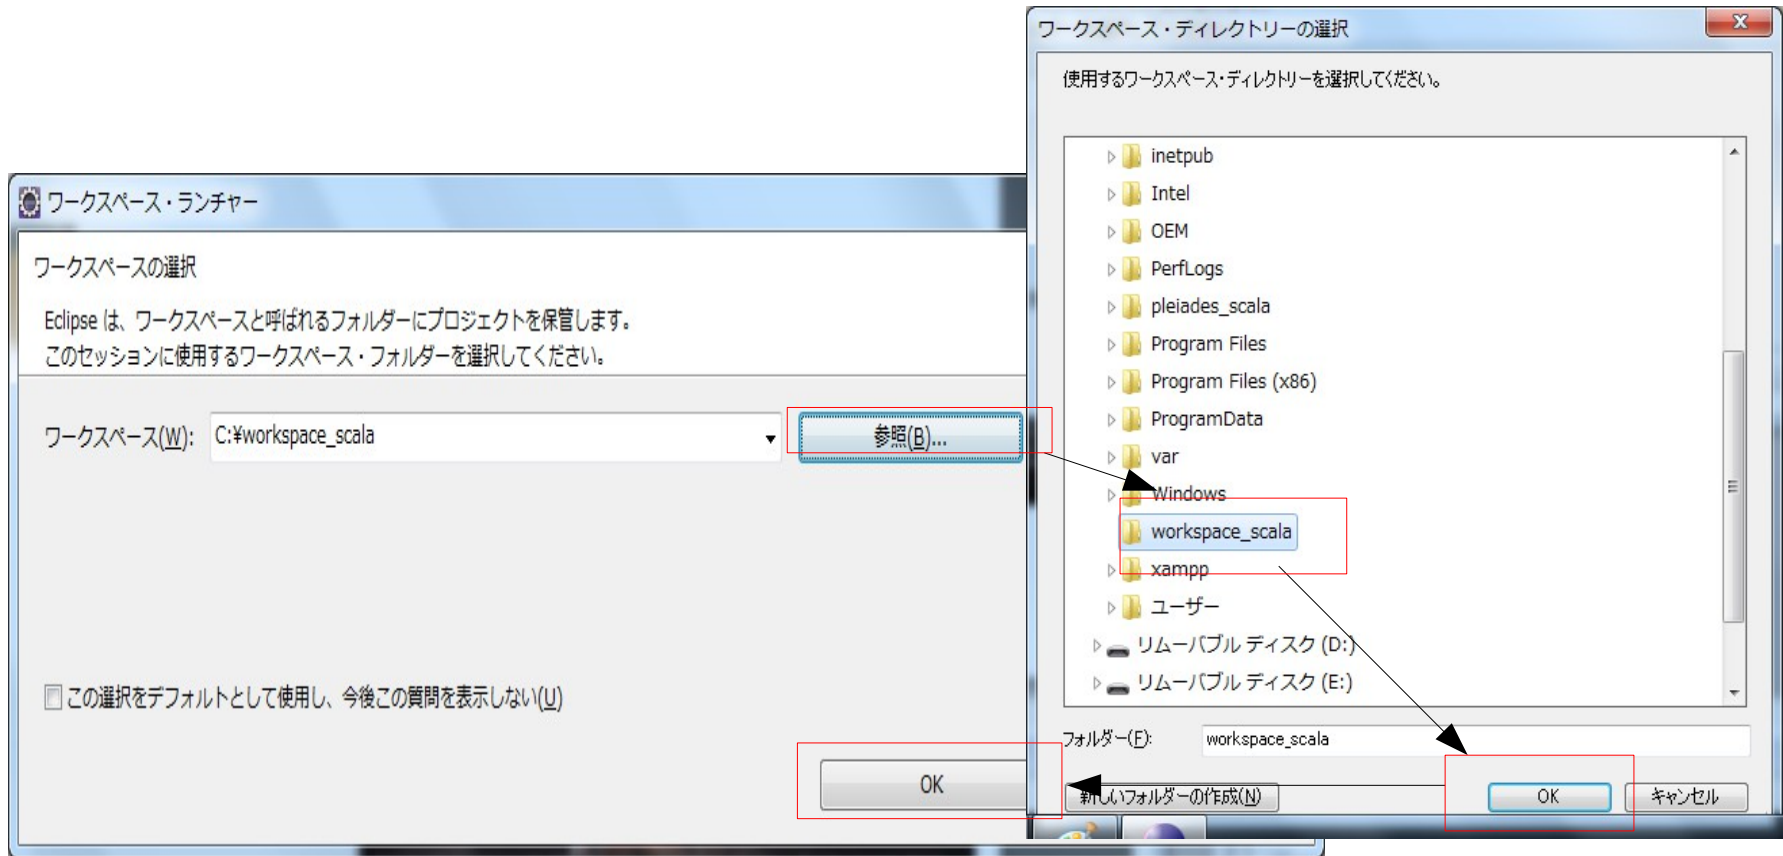 ワークスペース・ランチャー
ワークスペースの選択
Eclipse は、ワークスペースと呼ばれるフォルダーにプロジェクトを保管します。
このセッションに使用するワークスペース・フォルダーを選択してください。
ワークスペース(W):
C:¥workspace_scala
参照(B)...
この選択をデフォルトとして使用し、今後この質問を表示しない(U)
OK
ワークスペース・ディレクトリーの選択
使用するワークスペース・ディレクトリーを選択してください。
inetpub
Intel
OEM
PerfLogs
pleiades_scala
Program Files
Program Files (x86)
ProgramData
var
Windows
workspace_scala
xampp
ユーザー
リムーバブル ディスク (D:)
リムーバブル ディスク (E:)
フォルダー(F):
workspace_scala
新しいフォルダーの作成(N)
OK
キャンセル